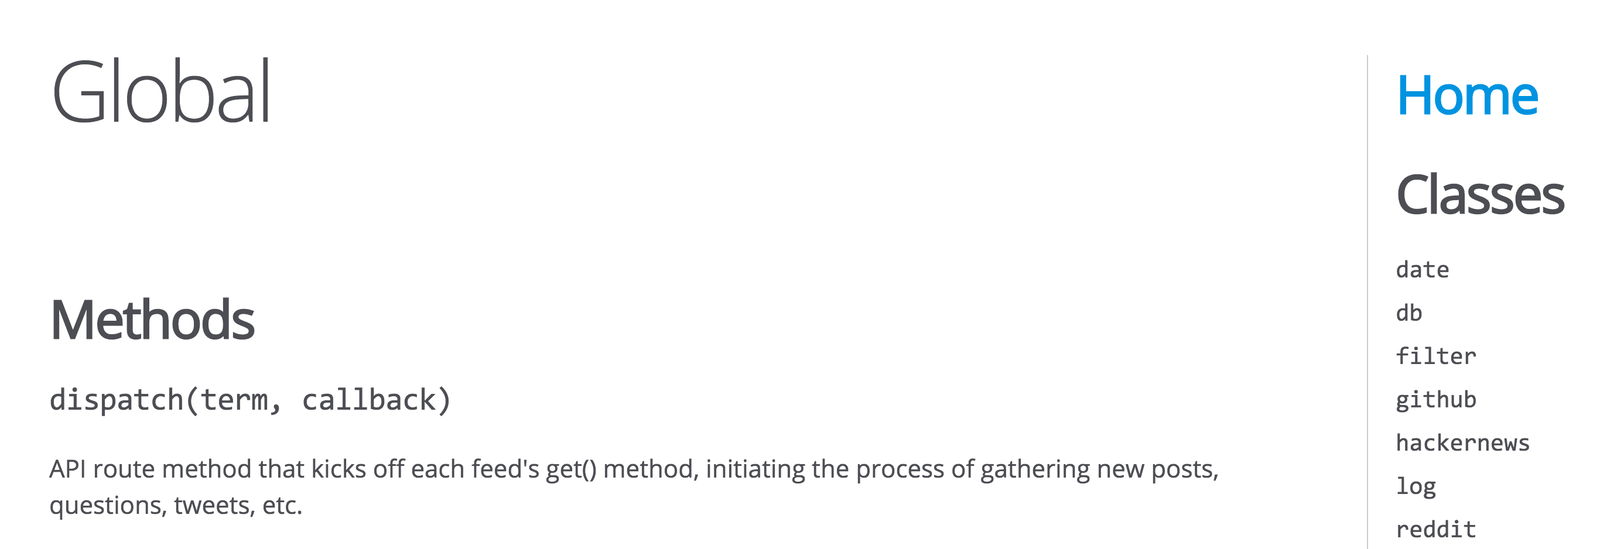 Global
Methods
dispatch(term, callback)
API route method that kicks off each feed's get() method, initiating the process of gathering new posts,
questions, tweets, etc.
Home
Classes
date
db
filter
github
hackernews
log
reddit